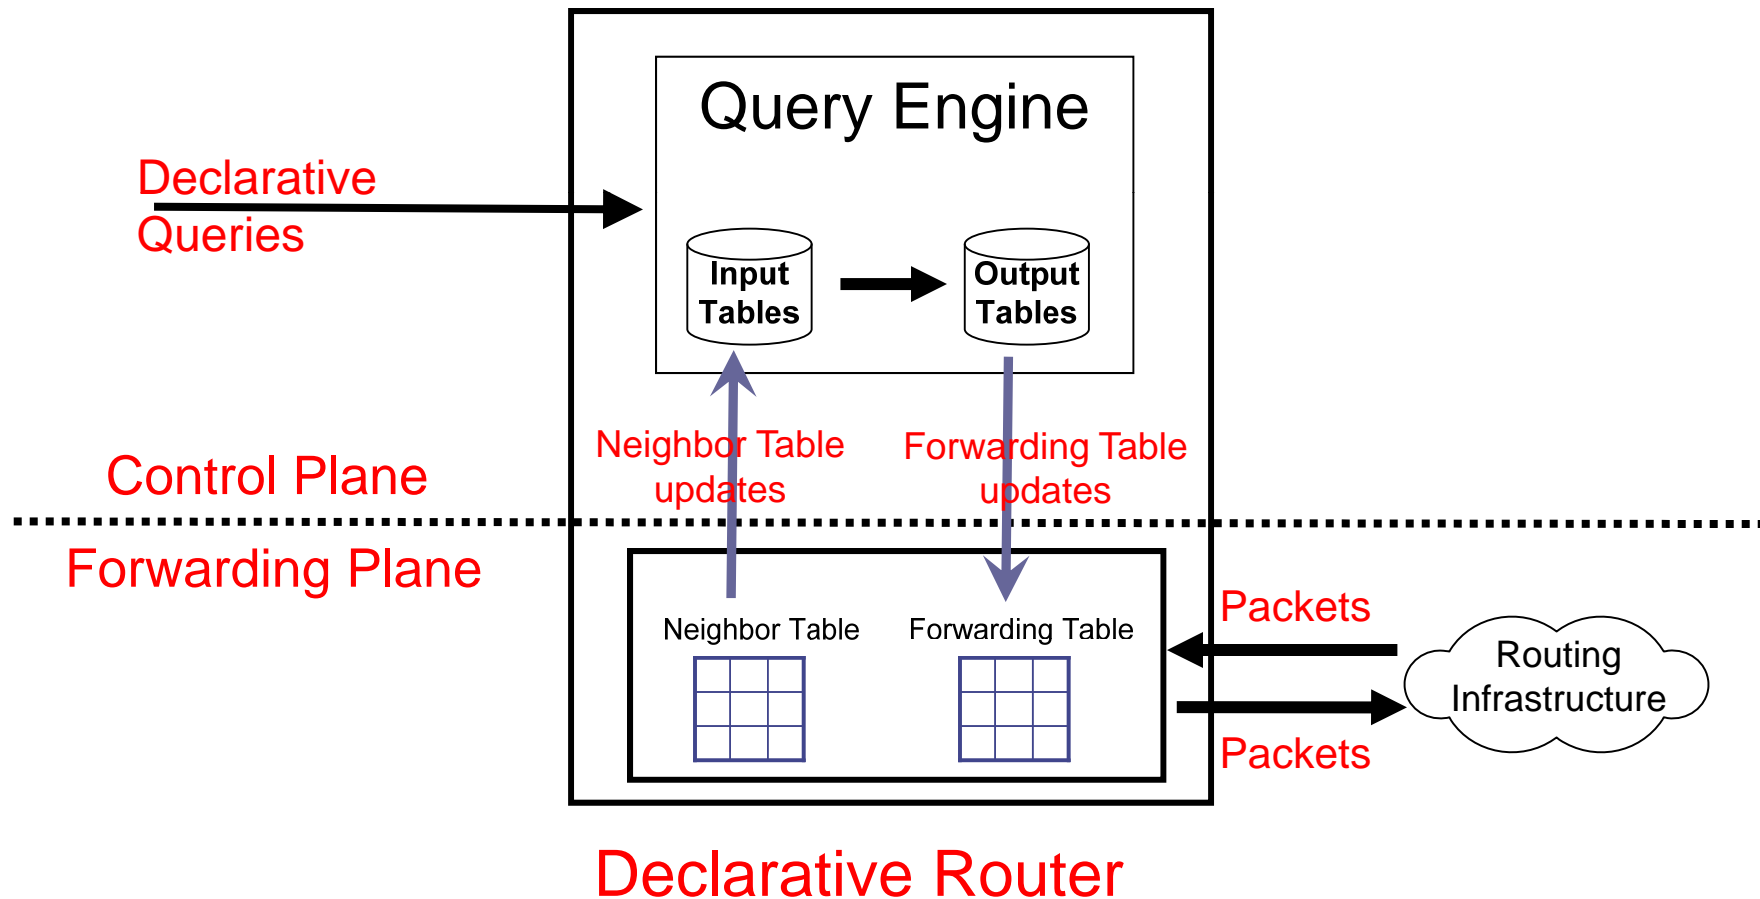 Query Engine
Declarative
Queries
Input
Tables
Output
Tables
Neighbor Table
updates
Forwarding Table
updates
Control Plane
Forwarding Plane
Neighbor Table
Forwarding Table
Packets
Routing
Infrastructure
Packets
Declarative Router